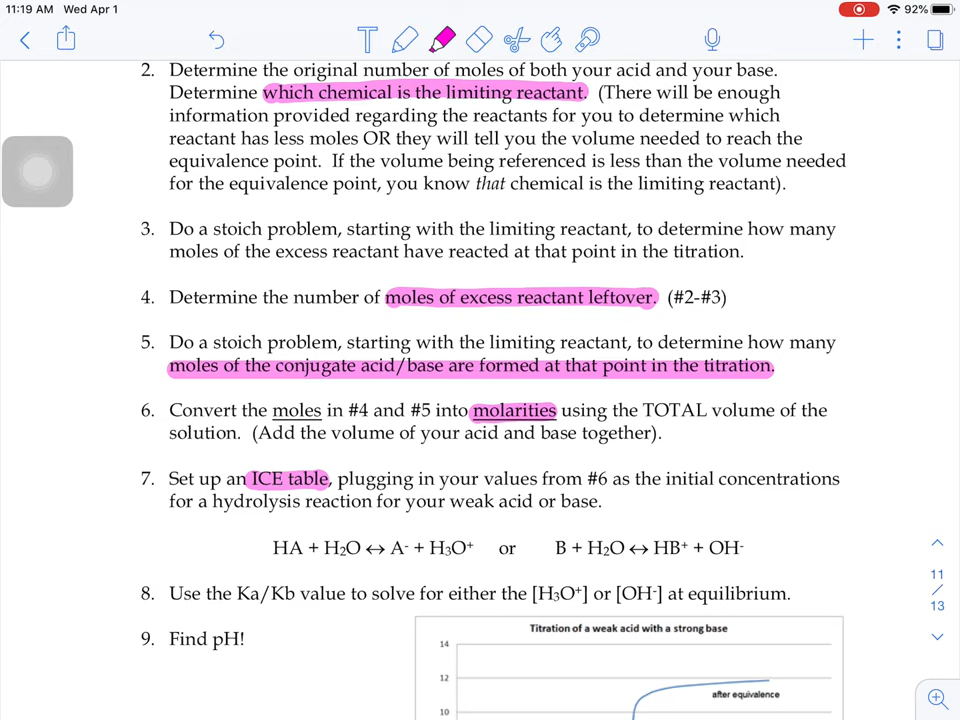 11:19 AM Wed Apr 1
92%
2. Determine the original number of moles of both your acid and your base.
Determine which chemical is the limiting reactant. (There will be enough
information provided regarding the reactants for you to determine which
reactant has less moles OR they will tell you the volume needed to reach the
equivalence point. If the volume being referenced is less than the volume needed
for the equivalence point, you know that chemical is the limiting reactant).
3. Do a stoich problem, starting with the limiting reactant, to determine how many
moles of the excess reactant have reacted at that point in the titration.
4. Determine the number of moles of excess reactant leftover. (#2-#3)
5. Do a stoich problem, starting with the limiting reactant, to determine how many
moles of the conjugate acid/base are formed at that point in the titration.
6. Convert the moles in #4 and #5 into molarities using the TOTAL volume of the
solution. (Add the volume of your acid and base together).
7. Set up an ICE table, plugging in your values from #6 as the initial concentrations
for a hydrolysis reaction for your weak acid or base.
HA + H₂O ↔ A⁻ + H₃O⁺ or B + H₂O ↔ HB⁺ + OH⁻
8. Use the Ka/Kb value to solve for either the [H₃O⁺] or [OH⁻] at equilibrium.
9. Find pH!
Titration of a weak acid with a strong base
14
12
after equivalence
10
11
/
13